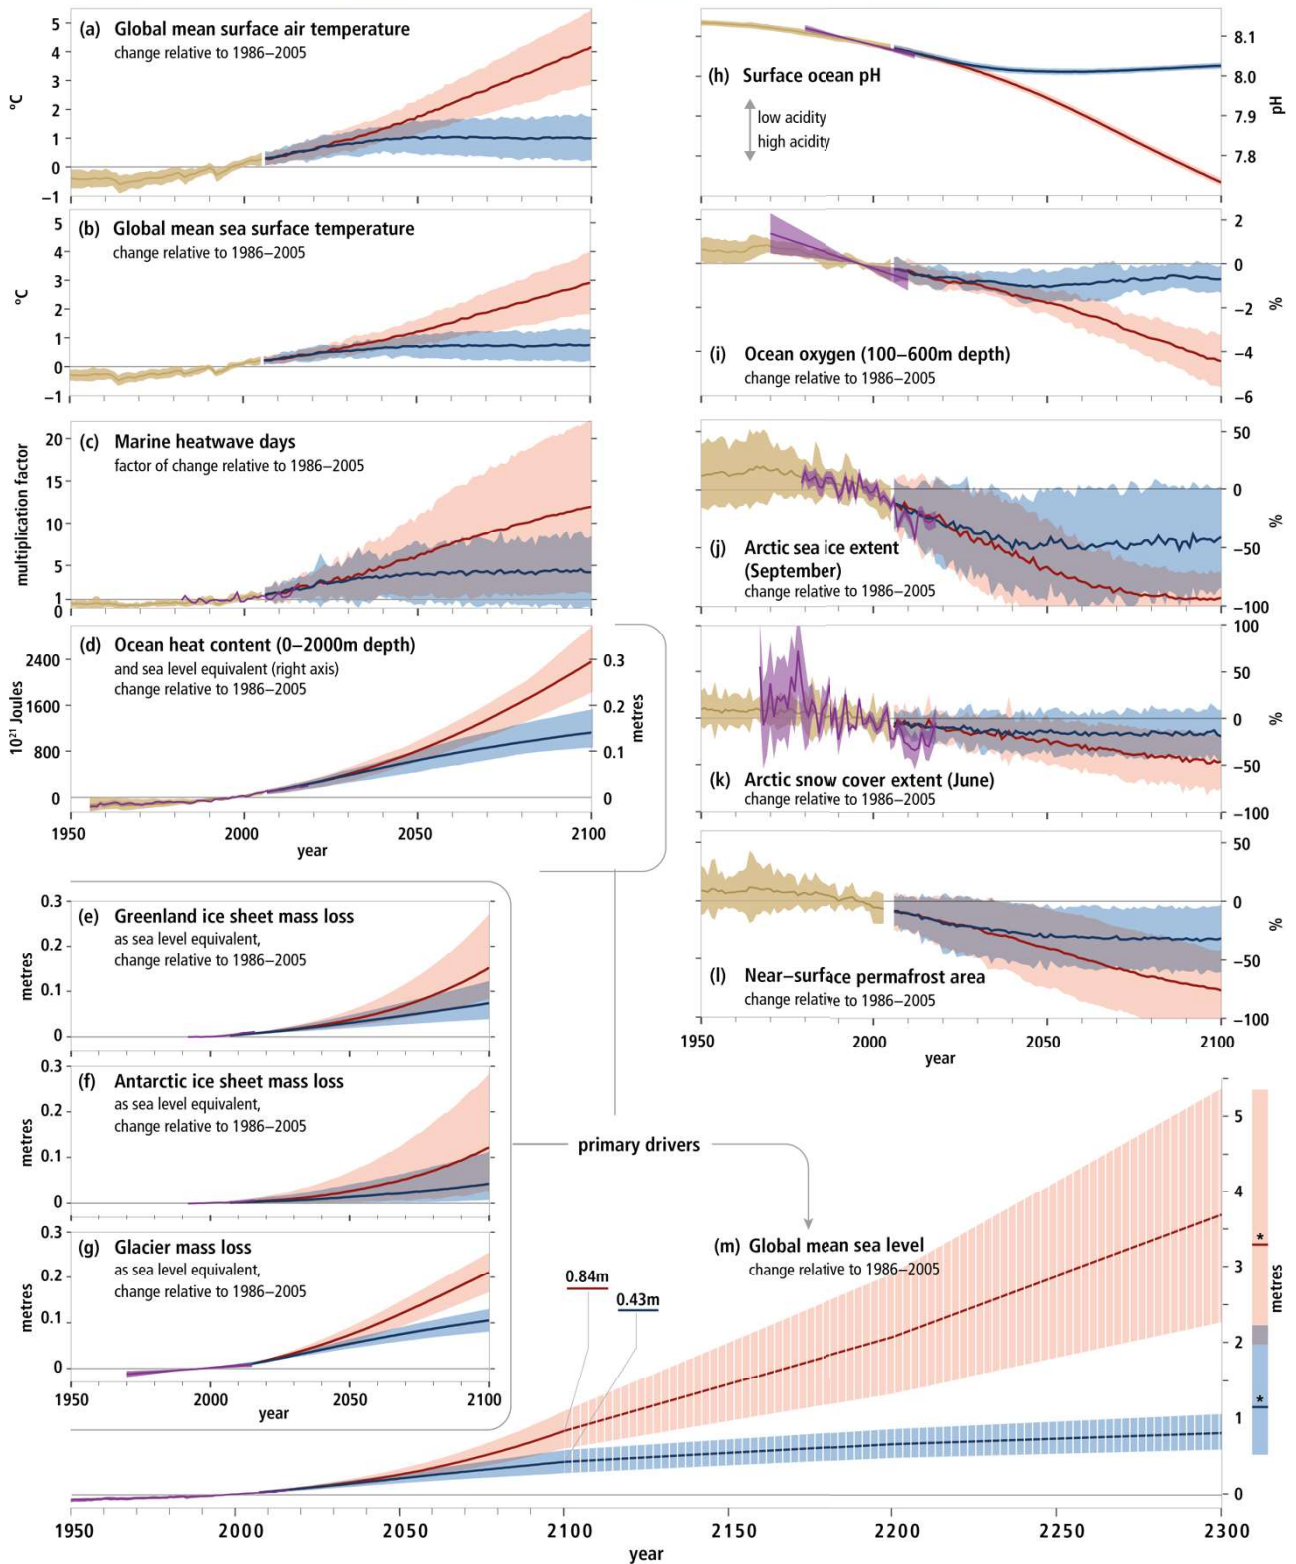 (a) Global mean surface air temperature
change relative to 1986–2005
°C
5
4
3
2
1
0
–1
(b) Global mean sea surface temperature
change relative to 1986–2005
°C
5
4
3
2
1
0
–1
(c) Marine heatwave days
factor of change relative to 1986–2005
multiplication factor
20
15
10
5
1
0
(d) Ocean heat content (0–2000m depth)
and sea level equivalent (right axis)
change relative to 1986–2005
10²¹ Joules
2400
1600
800
0
0.3
0.2
0.1
0
metres
1950 2000 2050 2100
year
(e) Greenland ice sheet mass loss
as sea level equivalent,
change relative to 1986–2005
metres
0.3
0.2
0.1
0
(f) Antarctic ice sheet mass loss
as sea level equivalent,
change relative to 1986–2005
metres
0.3
0.2
0.1
0
(g) Glacier mass loss
as sea level equivalent,
change relative to 1986–2005
metres
0.3
0.2
0.1
0
1950 2000 2050 2100
year
(h) Surface ocean pH
low acidity
high acidity
8.1
8.0
7.9
7.8
pH
(i) Ocean oxygen (100–600m depth)
change relative to 1986–2005
2
0
–2
–4
–6
%
(j) Arctic sea ice extent
(September)
change relative to 1986–2005
50
0
–50
–100
%
(k) Arctic snow cover extent (June)
change relative to 1986–2005
100
50
0
–50
–100
%
(l) Near–surface permafrost area
change relative to 1986–2005
50
0
–50
–100
%
1950 2000 2050 2100
year
primary drivers
(m) Global mean sea level
change relative to 1986–2005
0.84m
0.43m
5
4
3
2
1
0
metres
*
*
1950 2000 2050 2100 2150 2200 2250 2300
year